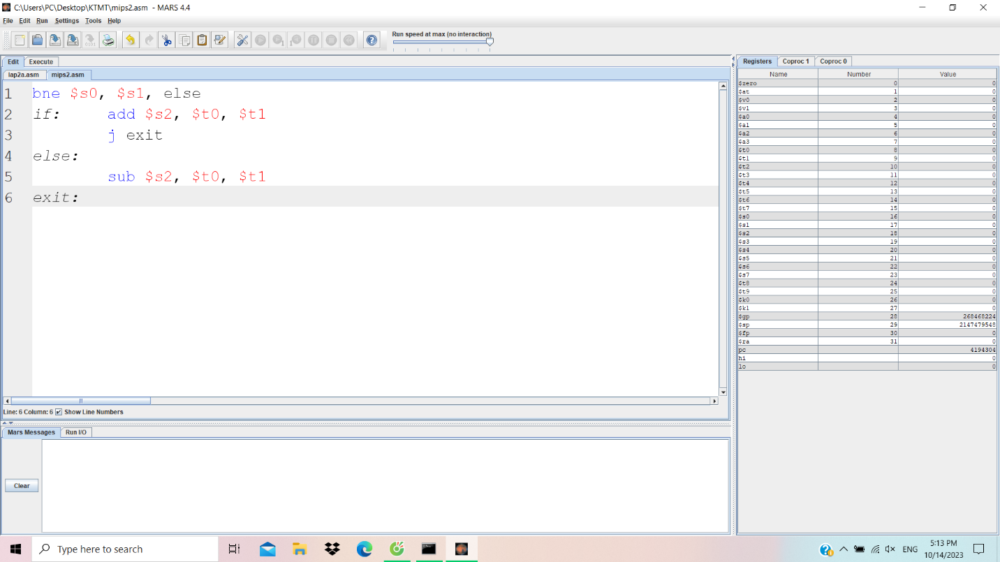 C:\Users\PC\Desktop\KTMT\mips2.asm - MARS 4.4
File Edit Run Settings Tools Help
Run speed at max (no interaction)
Edit Execute
lap2a.asm mips2.asm
1 bne $s0, $s1, else
2 if: add $s2, $t0, $t1
3 j exit
4 else:
5 sub $s2, $t0, $t1
6 exit:
Line: 6 Column: 6 Show Line Numbers
Mars Messages Run I/O
Clear
Registers Coproc 1 Coproc 0
Name Number Value
$zero 0 0
$at 1 0
$v0 2 0
$v1 3 0
$a0 4 0
$a1 5 0
$a2 6 0
$a3 7 0
$t0 8 0
$t1 9 0
$t2 10 0
$t3 11 0
$t4 12 0
$t5 13 0
$t6 14 0
$t7 15 0
$s0 16 0
$s1 17 0
$s2 18 0
$s3 19 0
$s4 20 0
$s5 21 0
$s6 22 0
$s7 23 0
$t8 24 0
$t9 25 0
$k0 26 0
$k1 27 0
$gp 28 268468224
$sp 29 2147479548
$fp 30 0
$ra 31 0
pc 4194304
hi 0
lo 0
Type here to search
ENG
5:13 PM
10/14/2023